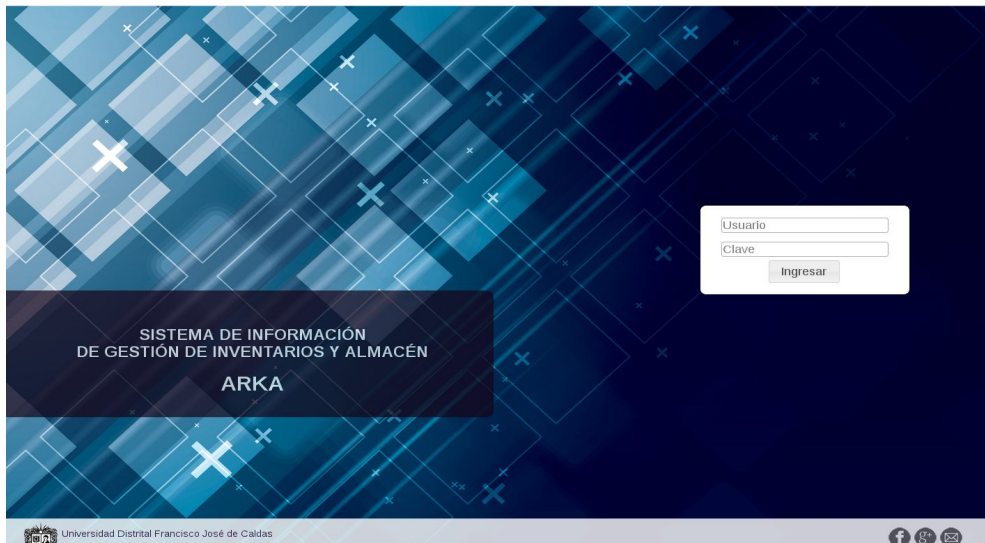 Usuario
Clave
Ingresar
SISTEMA DE INFORMACIÓN
DE GESTIÓN DE INVENTARIOS Y ALMACÉN
ARKA
Universidad Distrital Francisco José de Caldas
f g+